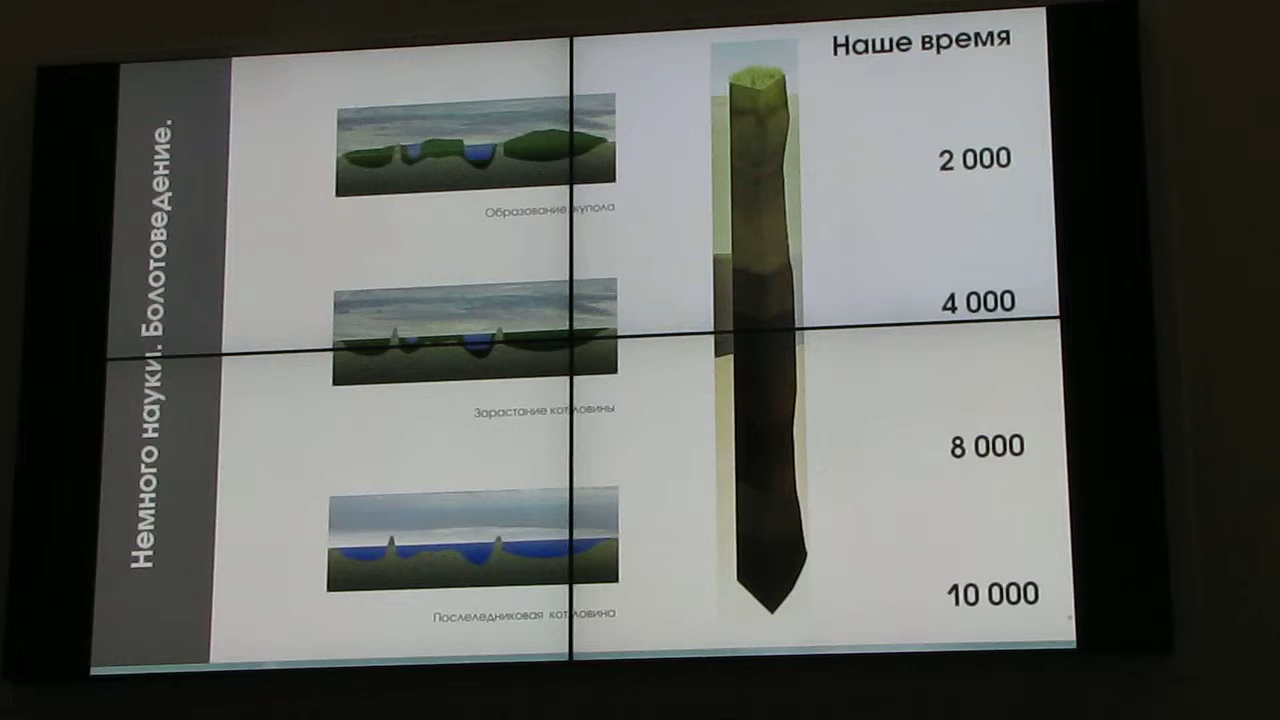 Немного науки. Болотоведение.
Образование купола
Зарастание котловины
Послеледниковая котловина
Наше время
2 000
4 000
8 000
10 000